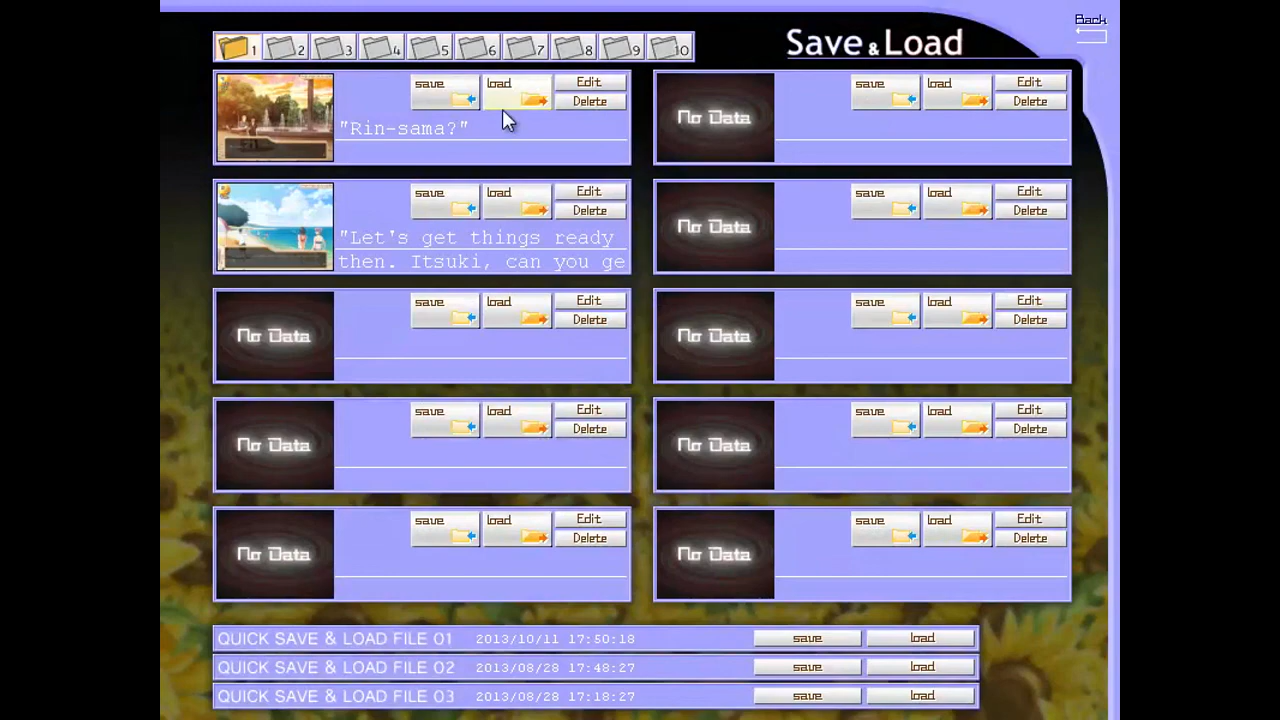 Back
Save & Load
1 2 3 4 5 6 7 8 9 10
save load Edit
Delete
"Rin-sama?"
No Data
save load Edit
Delete
save load Edit
Delete
"Let's get things ready
then. Itsuki, can you ge
No Data
save load Edit
Delete
No Data
save load Edit
Delete
No Data
save load Edit
Delete
No Data
save load Edit
Delete
No Data
save load Edit
Delete
No Data
save load Edit
Delete
No Data
save load Edit
Delete
QUICK SAVE & LOAD FILE 01 2013/10/11 17:50:18 save load
QUICK SAVE & LOAD FILE 02 2013/08/28 17:48:27 save load
QUICK SAVE & LOAD FILE 03 2013/08/28 17:18:27 save load